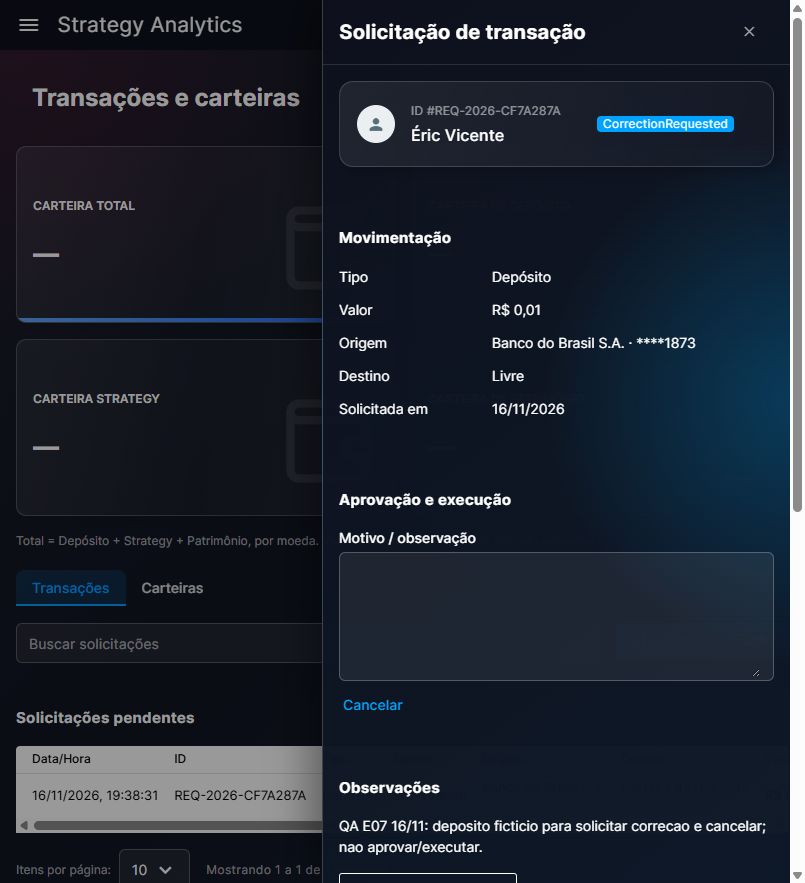 Strategy Analytics
Transações e carteiras
CARTEIRA TOTAL
—
CARTEIRA STRATEGY
—
Total = Depósito + Strategy + Patrimônio, por moeda.
Transações
Carteiras
Buscar solicitações
Solicitações pendentes
Data/Hora ID
16/11/2026, 19:38:31 REQ-2026-CF7A287A
Itens por página: 10 Mostrando 1 a 1 de
Solicitação de transação
ID #REQ-2026-CF7A287A
Éric Vicente
CorrectionRequested
Movimentação
Tipo Depósito
Valor R$ 0,01
Origem Banco do Brasil S.A. · ****1873
Destino Livre
Solicitada em 16/11/2026
Aprovação e execução
Motivo / observação
Cancelar
Observações
QA E07 16/11: deposito ficticio para solicitar correcao e cancelar;
nao aprovar/executar.